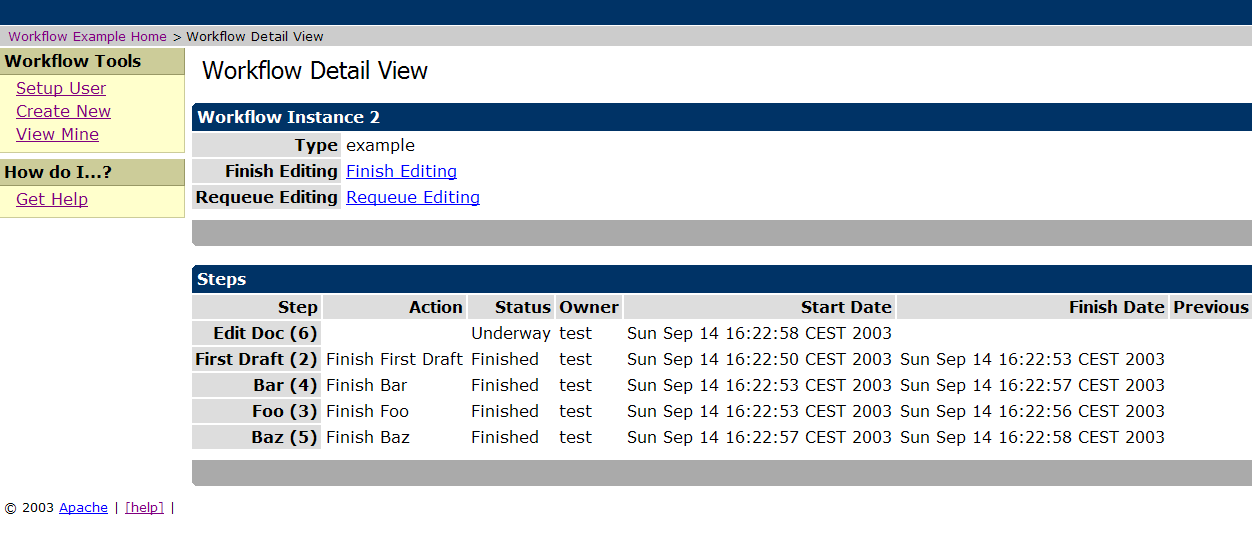 Workflow Example Home > Workflow Detail View
Workflow Tools
Setup User
Create New
View Mine
How do I...?
Get Help
Workflow Detail View
Workflow Instance 2
Type example
Finish Editing Finish Editing
Requeue Editing Requeue Editing
Steps
Step Action Status Owner Start Date Finish Date Previous
Edit Doc (6) Underway test Sun Sep 14 16:22:58 CEST 2003
First Draft (2) Finish First Draft Finished test Sun Sep 14 16:22:50 CEST 2003 Sun Sep 14 16:22:53 CEST 2003
Bar (4) Finish Bar Finished test Sun Sep 14 16:22:53 CEST 2003 Sun Sep 14 16:22:57 CEST 2003
Foo (3) Finish Foo Finished test Sun Sep 14 16:22:53 CEST 2003 Sun Sep 14 16:22:56 CEST 2003
Baz (5) Finish Baz Finished test Sun Sep 14 16:22:57 CEST 2003 Sun Sep 14 16:22:58 CEST 2003
© 2003 Apache | [help] |